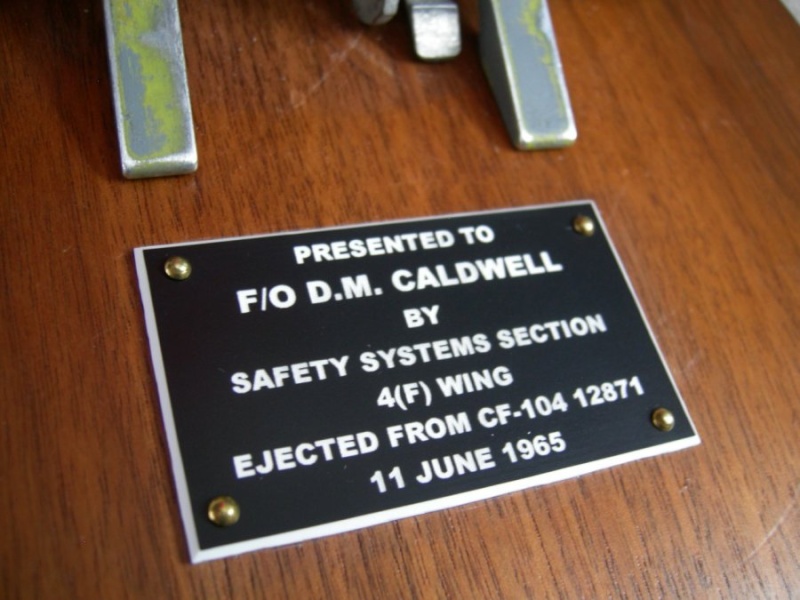 PRESENTED TO
F/O D.M. CALDWELL
BY
SAFETY SYSTEMS SECTION
4(F) WING
EJECTED FROM CF-104 12871
11 JUNE 1965